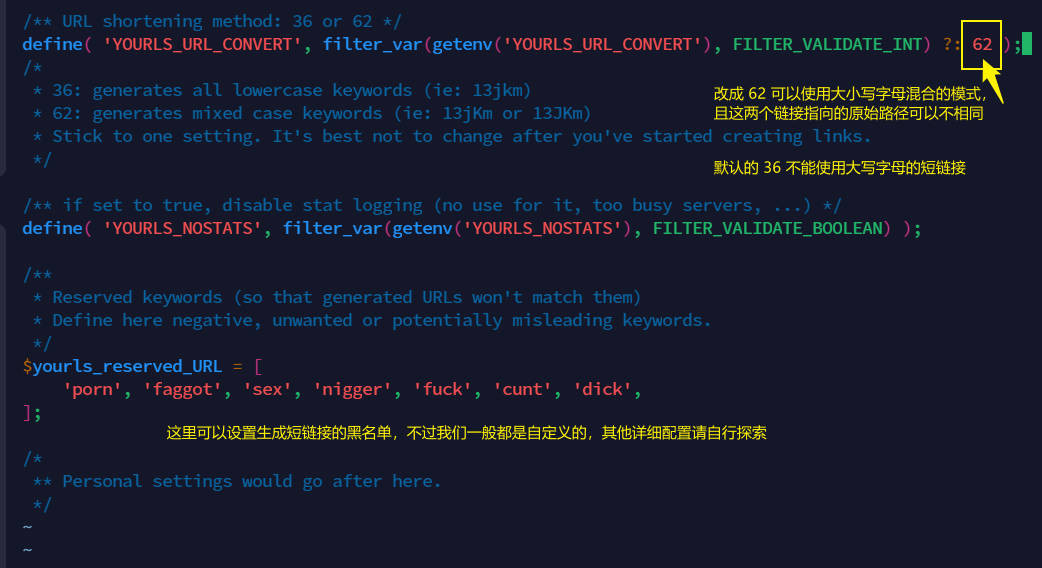 /** URL shortening method: 36 or 62 */
define( 'YOURLS_URL_CONVERT', filter_var(getenv('YOURLS_URL_CONVERT'), FILTER_VALIDATE_INT) ?: 62 );
/*
 * 36: generates all lowercase keywords (ie: 13jkm)
 * 62: generates mixed case keywords (ie: 13jKm or 13JKm)
 * Stick to one setting. It's best not to change after you've started creating links.
 */
改成 62 可以使用大小写字母混合的模式,
且这两个链接指向的原始路径可以不相同
默认的 36 不能使用大写字母的短链接
/** if set to true, disable stat logging (no use for it, too busy servers, ...) */
define( 'YOURLS_NOSTATS', filter_var(getenv('YOURLS_NOSTATS'), FILTER_VALIDATE_BOOLEAN) );
/**
 * Reserved keywords (so that generated URLs won't match them)
 * Define here negative, unwanted or potentially misleading keywords.
 */
$yourls_reserved_URL = [
    'porn', 'faggot', 'sex', 'nigger', 'fuck', 'cunt', 'dick',
];
这里可以设置生成短链接的黑名单，不过我们一般都是自定义的，其他详细配置请自行探索
/*
 ** Personal settings would go after here.
 */
~
~